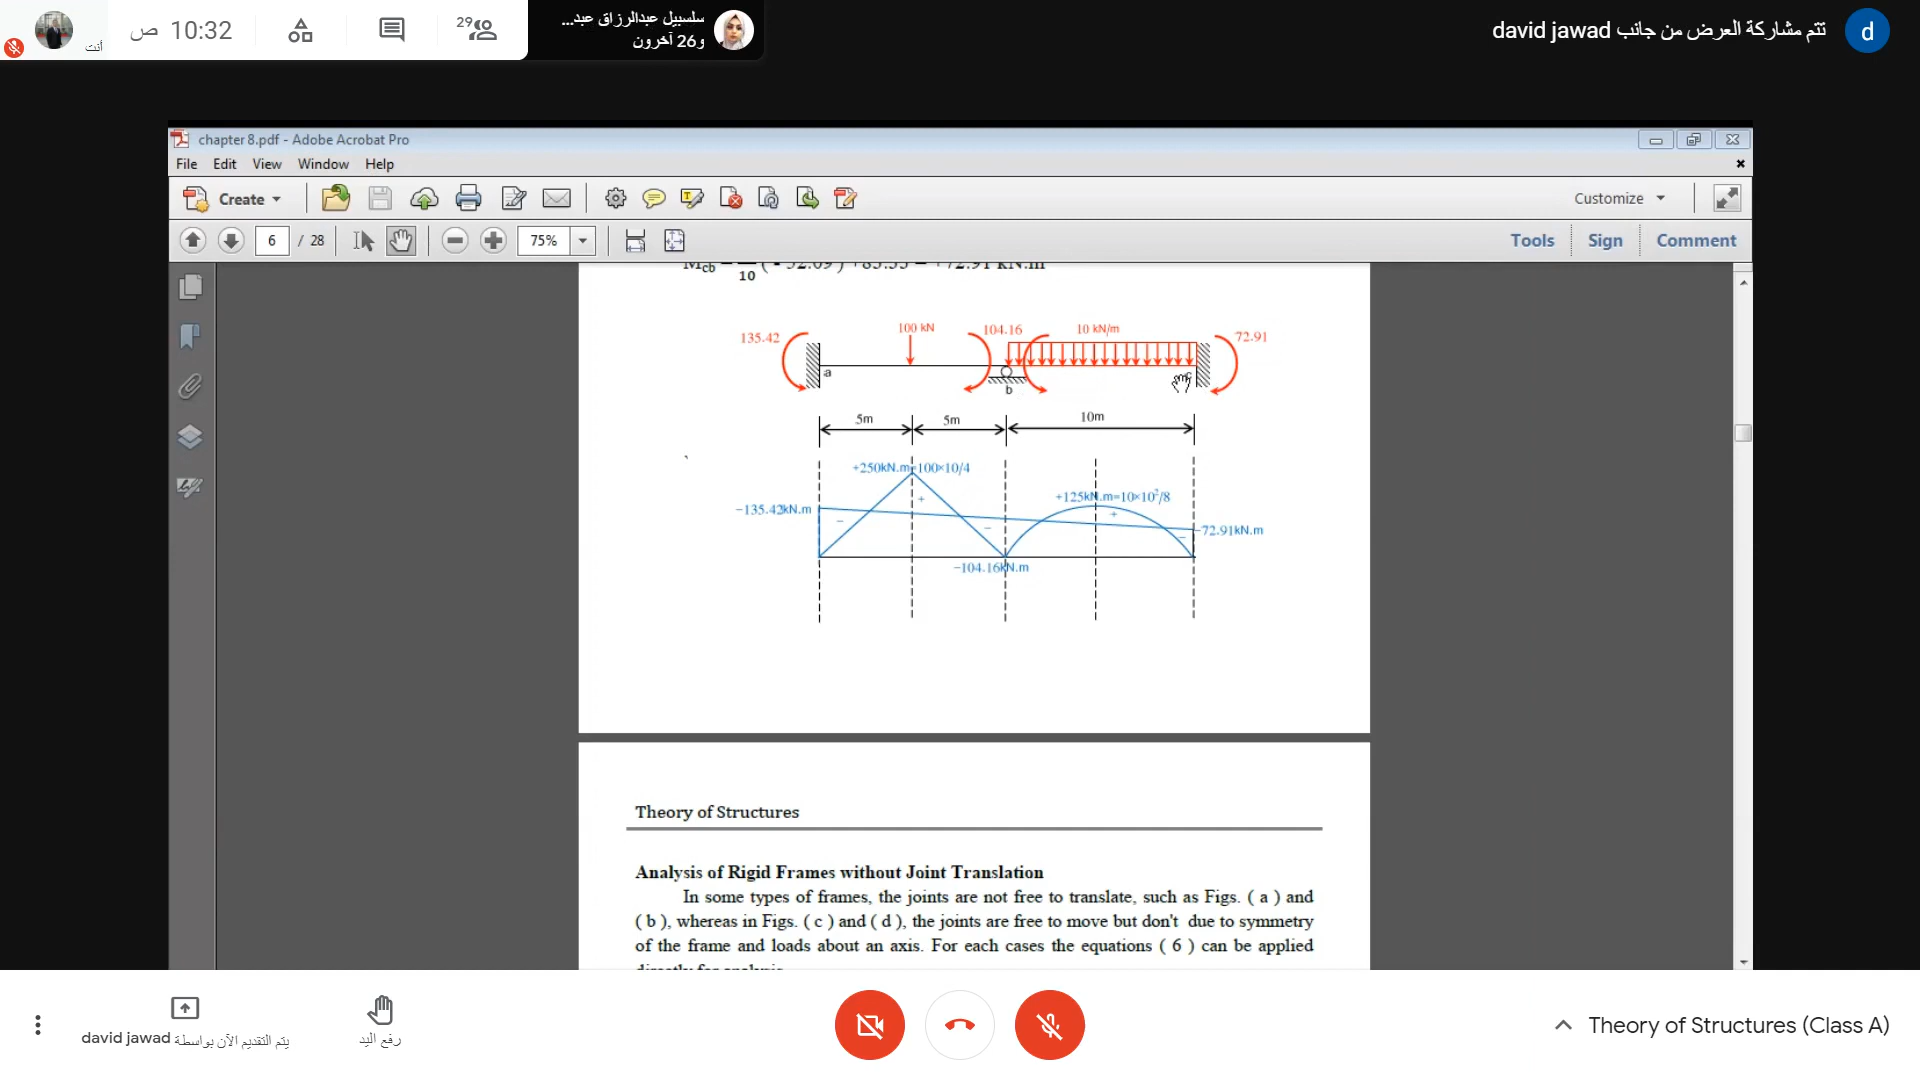 أنت
10:32 ص
29
سلسبيل عبدالرزاق عبد...
و26 آخرون
تتم مشاركة العرض من جانب david jawad
d
chapter 8.pdf - Adobe Acrobat Pro
File Edit View Window Help
Create
Customize
6 / 28
75%
Tools Sign Comment
10
135.42
100 kN
104.16
10 kN/m
72.91
a
b
5m
5m
10m
+250kN.m=100×10/4
+125kN.m=10×10²/8
−135.42kN.m
+
−
−
+
−
−72.91kN.m
−104.16kN.m
Theory of Structures
Analysis of Rigid Frames without Joint Translation
In some types of frames, the joints are not free to translate, such as Figs. ( a ) and
( b ), whereas in Figs. ( c ) and ( d ), the joints are free to move but don't due to symmetry
of the frame and loads about an axis. For each cases the equations ( 6 ) can be applied
يتم التقديم الآن بواسطة david jawad
رفع اليد
Theory of Structures (Class A)